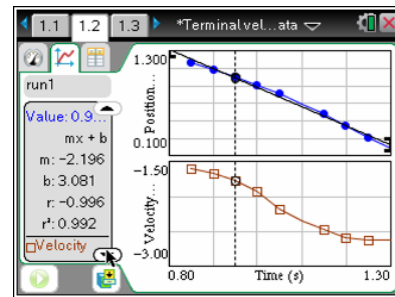 1.1 1.2 1.3 *Terminal vel...ata
run1
Value: 0.9...
mx + b
m: -2.196
b: 3.081
r: -0.996
r²: 0.992
Velocity
1.300
Position...
0.100
-1.50
Velocity...
-3.00
0.80 Time (s) 1.30